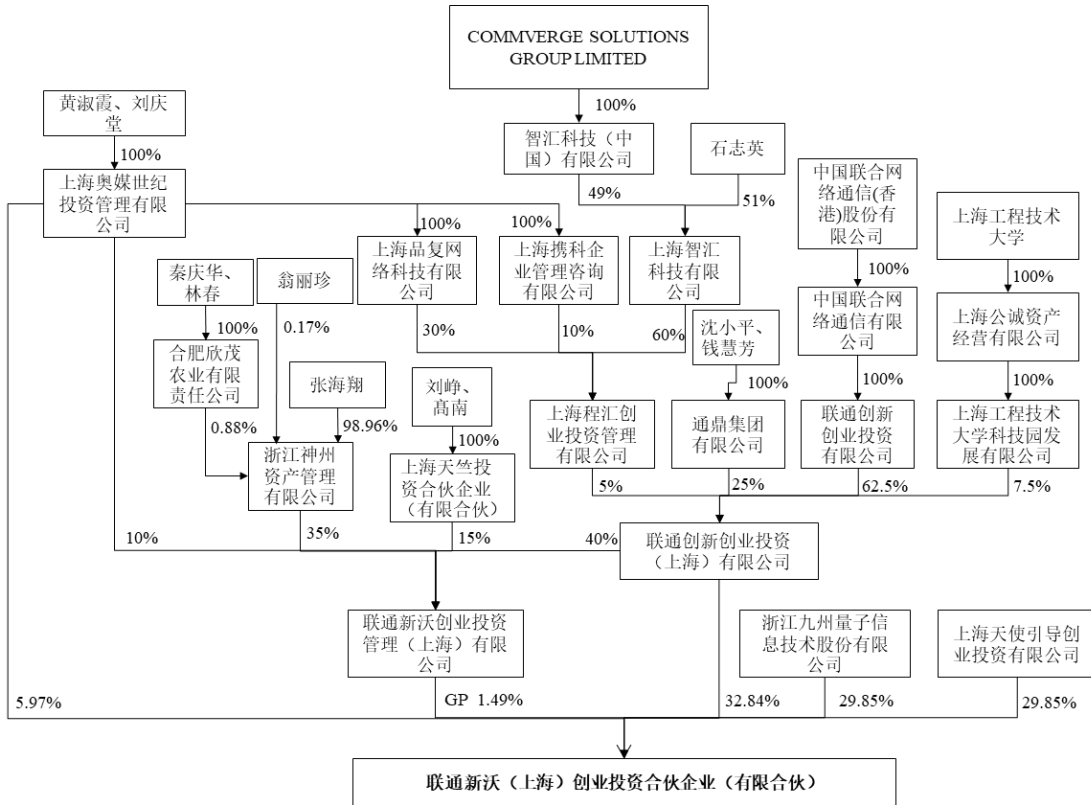 COMMVERGE SOLUTIONS
GROUP LIMITED
100%
黄淑霞、刘庆
堂
100%
智汇科技（中
国）有限公司
石志英
49%
51%
上海奥媒世纪
投资管理有限
公司
中国联合网
络通信(香
港)股份有
限公司
上海工程技术
大学
100%
100%
上海品复网
络科技有限
公司
上海携科企
业管理咨询
有限公司
上海智汇
科技有限
公司
100%
100%
秦庆华、
林春
翁丽珍
100%
0.17%
30%
10%
60%
沈小平、
钱慧芳
中国联合网
络通信有限
公司
上海公诚资产
经营有限公司
合肥欣茂
农业有限
责任公司
张海翔
刘峥、
髙南
100%
100%
100%
0.88%
98.96%
100%
上海程汇创
业投资管理
有限公司
通鼎集团
有限公司
联通创新
创业投资
有限公司
上海工程技术
大学科技园发
展有限公司
浙江神州
资产管理
有限公司
上海天竺投
资合伙企业
（有限合伙）
5%
25%
62.5%
7.5%
10%
35%
15%
40%
联通创新创业投资
（上海）有限公司
联通新沃创业投资
管理（上海）有限
公司
浙江九州量子信
息技术股份有限
公司
上海天使引导创
业投资有限公司
5.97%
GP 1.49%
32.84%
29.85%
29.85%
联通新沃（上海）创业投资合伙企业（有限合伙）